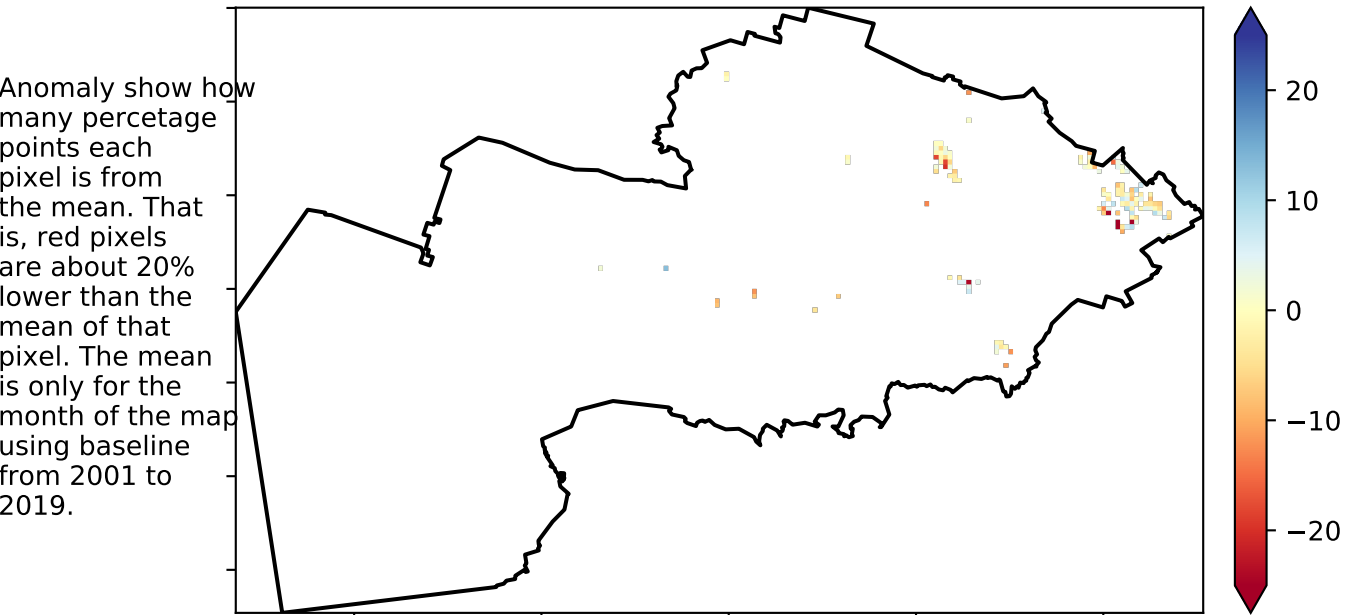 Anomaly show how
many percetage
points each
pixel is from
the mean. That
is, red pixels
are about 20%
lower than the
mean of that
pixel. The mean
is only for the
month of the map
using baseline
from 2001 to
2019.
20
10
0
−10
−20